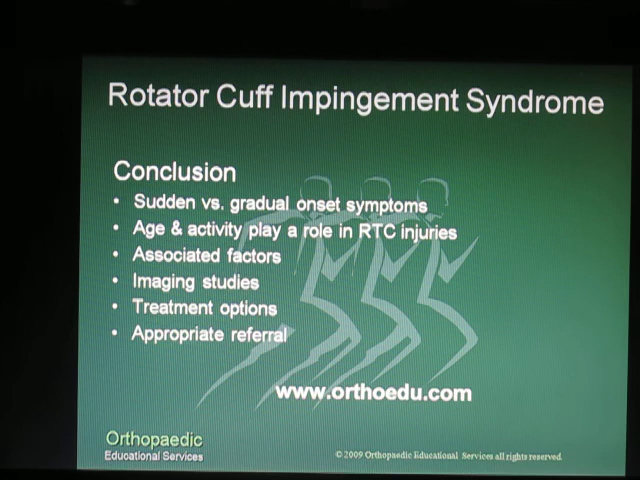 Rotator Cuff Impingement Syndrome
Conclusion
• Sudden vs. gradual onset symptoms
• Age & activity play a role in RTC injuries
• Associated factors
• Imaging studies
• Treatment options
• Appropriate referral
www.orthoedu.com
Orthopaedic
Educational Services
© 2009 Orthopaedic Educational Services all rights reserved.